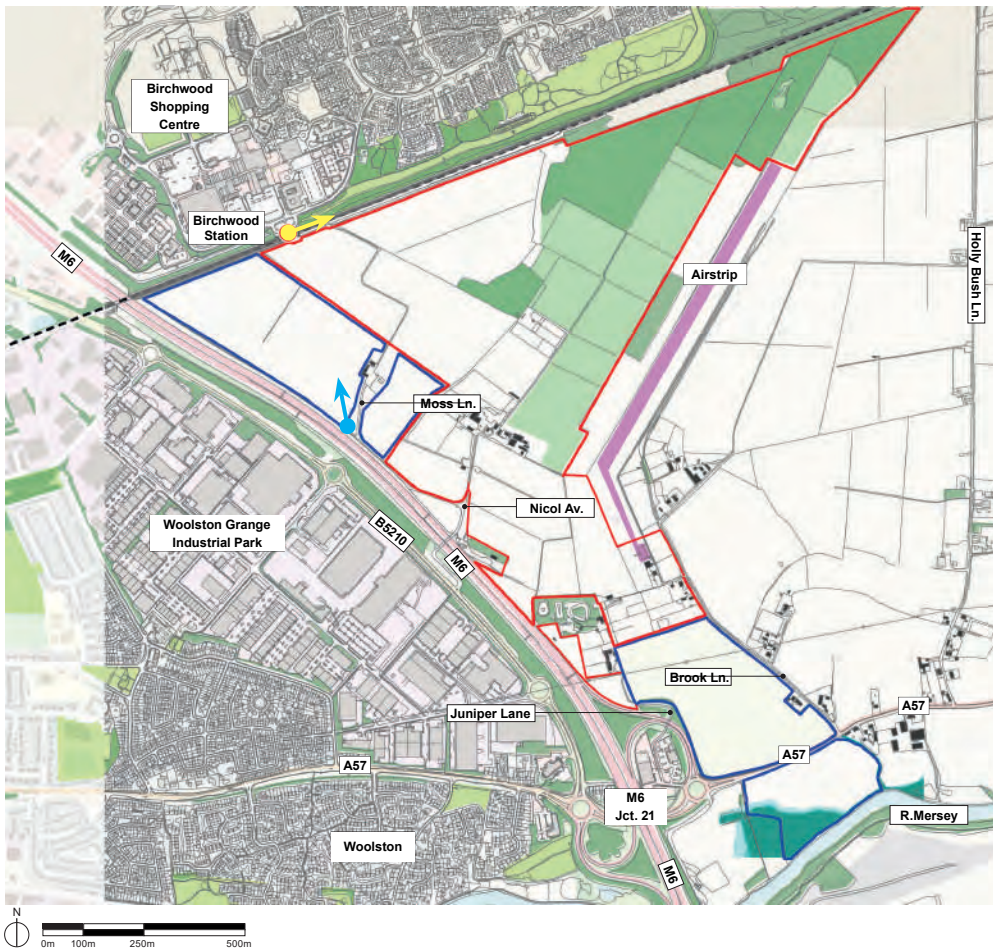 Birchwood
Shopping
Centre
Birchwood
Station
M6
Airstrip
Holly Bush Ln.
Moss Ln.
Nicol Av.
Woolston Grange
Industrial Park
B5210
M6
Brook Ln.
Juniper Lane
A57
A57
A57
M6
Jct. 21
R.Mersey
Woolston
M6
N
0m 100m 250m 500m